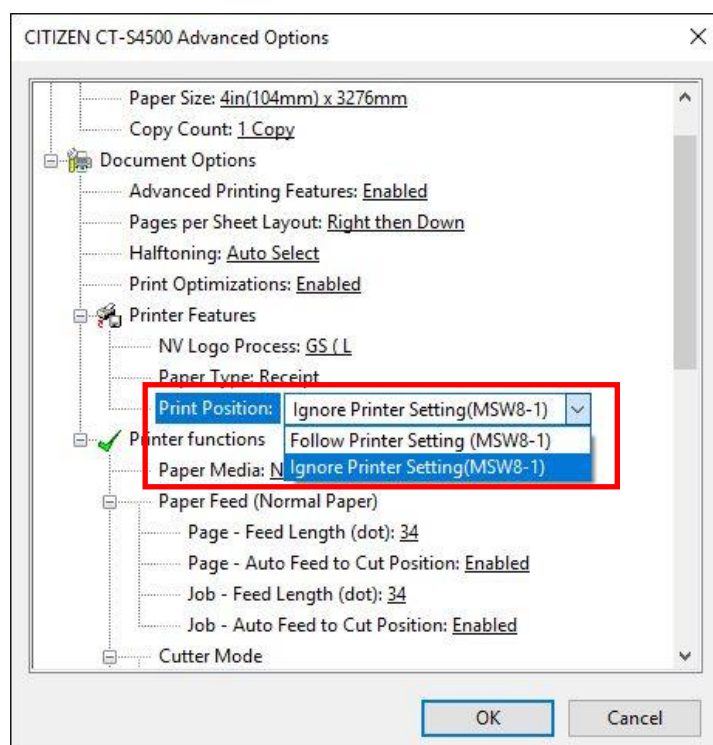 CITIZEN CT-S4500 Advanced Options
Paper Size: 4in(104mm) x 3276mm
Copy Count: 1 Copy
Document Options
Advanced Printing Features: Enabled
Pages per Sheet Layout: Right then Down
Halftoning: Auto Select
Print Optimizations: Enabled
Printer Features
NV Logo Process: GS ( L
Paper Type: Receipt
Print Position: Ignore Printer Setting(MSW8-1)
Printer functions Follow Printer Setting (MSW8-1)
Paper Media: N Ignore Printer Setting(MSW8-1)
Paper Feed (Normal Paper)
Page - Feed Length (dot): 34
Page - Auto Feed to Cut Position: Enabled
Job - Feed Length (dot): 34
Job - Auto Feed to Cut Position: Enabled
Cutter Mode
OK Cancel